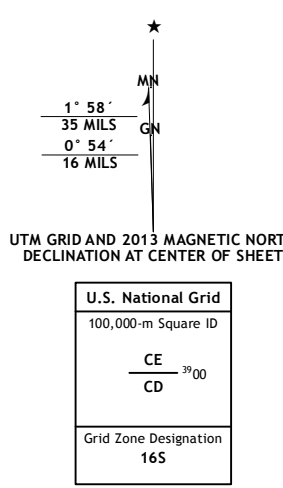 ★
MN
1° 58´
35 MILS
GN
0° 54´
16 MILS
UTM GRID AND 2013 MAGNETIC NORT
DECLINATION AT CENTER OF SHEET
U.S. National Grid
100,000-m Square ID
CE
3900
CD
Grid Zone Designation
16S